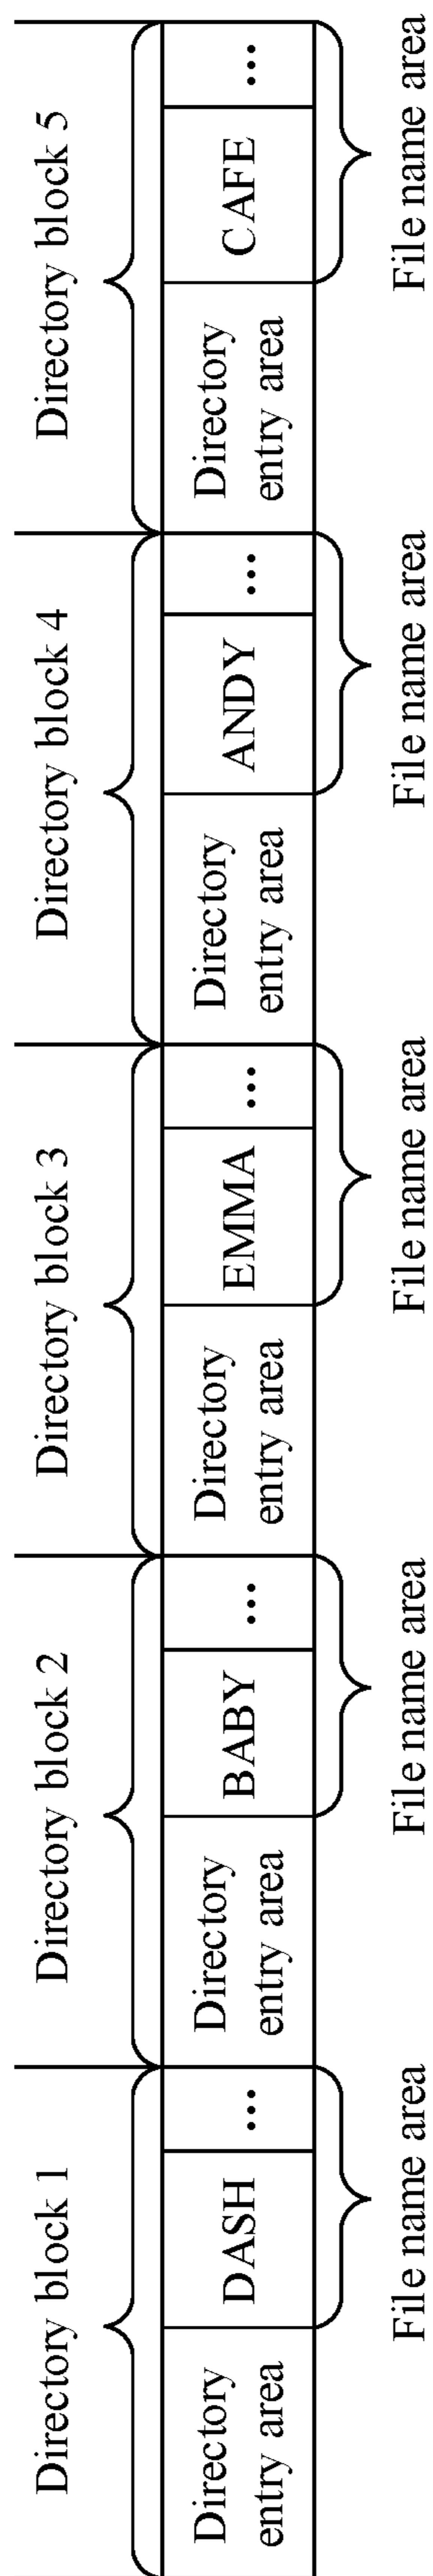 Directory block 1
Directory block 2
Directory block 3
Directory block 4
Directory block 5
Directory
entry area
DASH
...
Directory
entry area
BABY
...
Directory
entry area
EMMA
...
Directory
entry area
ANDY
...
Directory
entry area
CAFE
...
File name area
File name area
File name area
File name area
File name area